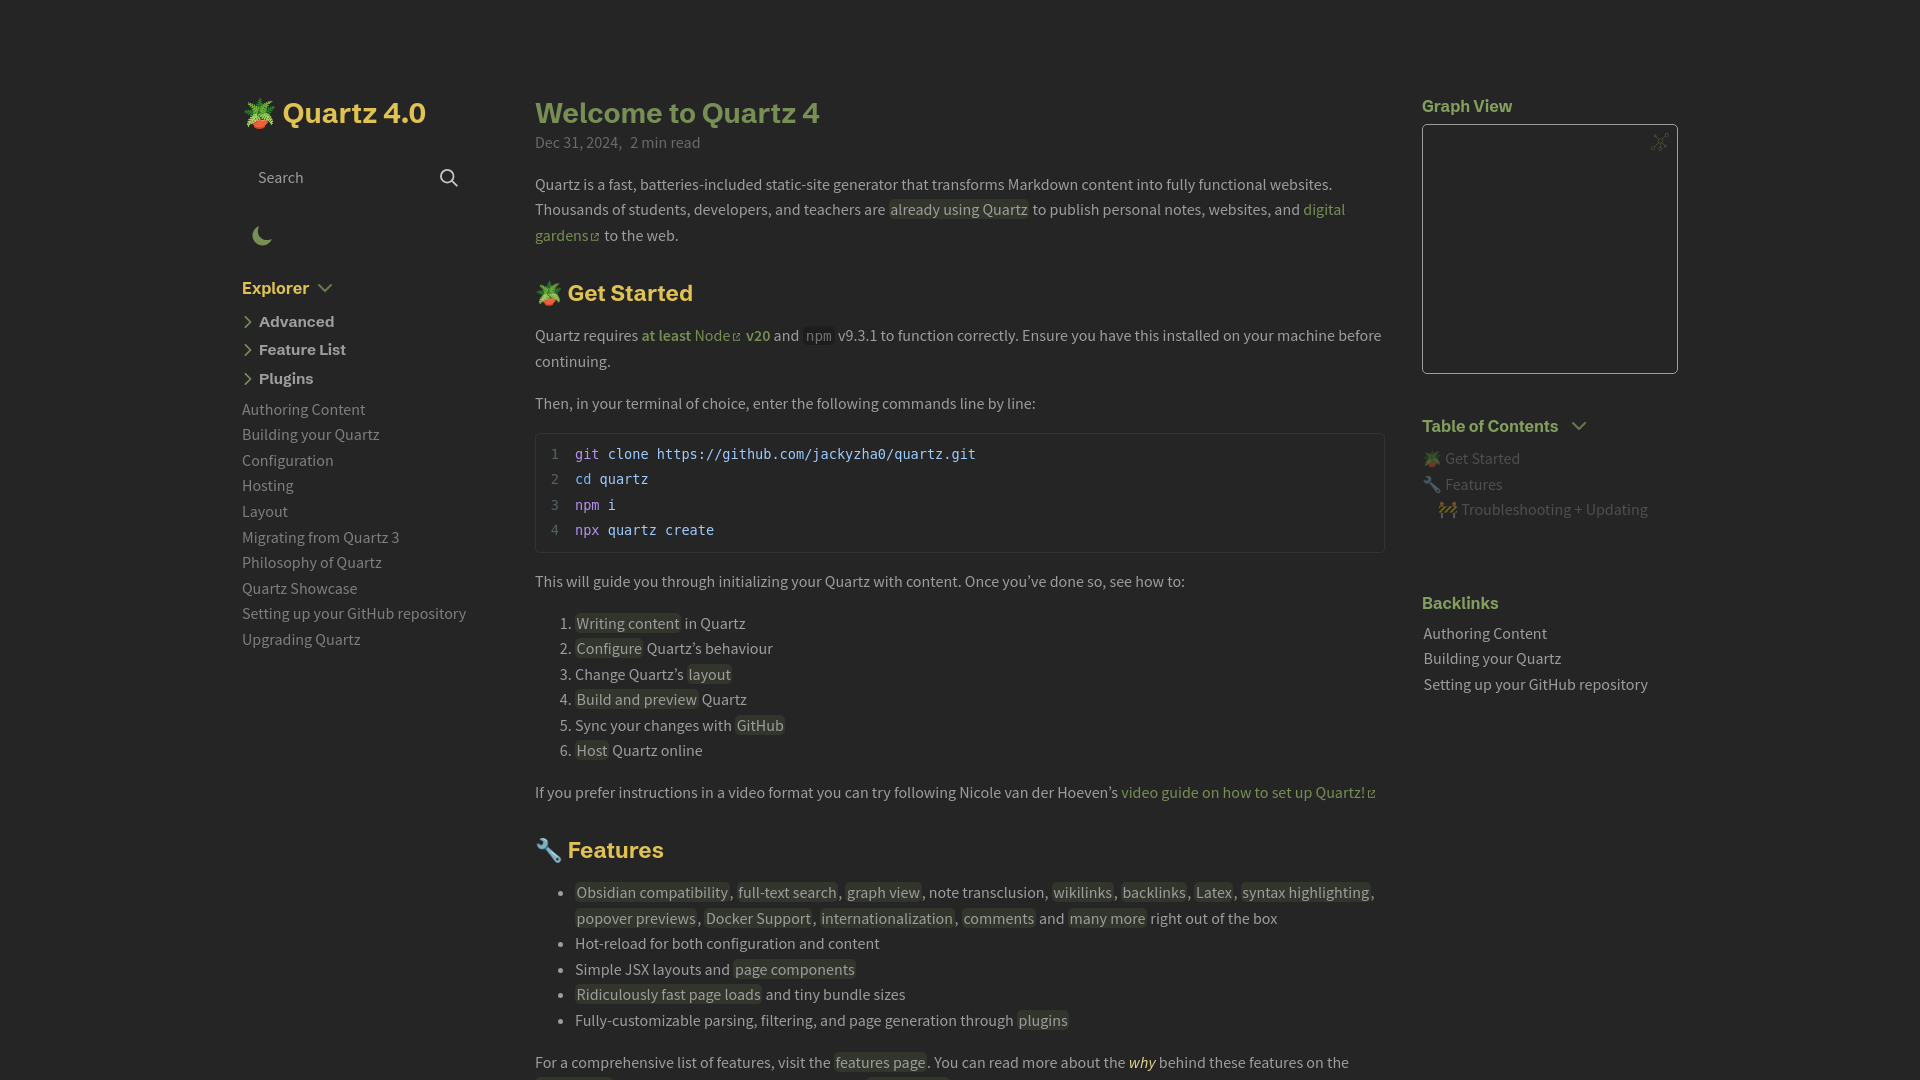 🪴 Quartz 4.0
Search
Explorer
Advanced
Feature List
Plugins
Authoring Content
Building your Quartz
Configuration
Hosting
Layout
Migrating from Quartz 3
Philosophy of Quartz
Quartz Showcase
Setting up your GitHub repository
Upgrading Quartz
Welcome to Quartz 4
Dec 31, 2024, 2 min read
Quartz is a fast, batteries-included static-site generator that transforms Markdown content into fully functional websites.
Thousands of students, developers, and teachers are already using Quartz to publish personal notes, websites, and digital
gardens to the web.
🪴 Get Started
Quartz requires at least Node v20 and npm v9.3.1 to function correctly. Ensure you have this installed on your machine before
continuing.
Then, in your terminal of choice, enter the following commands line by line:
1 git clone https://github.com/jackyzha0/quartz.git
2 cd quartz
3 npm i
4 npx quartz create
This will guide you through initializing your Quartz with content. Once you’ve done so, see how to:
1. Writing content in Quartz
2. Configure Quartz’s behaviour
3. Change Quartz’s layout
4. Build and preview Quartz
5. Sync your changes with GitHub
6. Host Quartz online
If you prefer instructions in a video format you can try following Nicole van der Hoeven’s video guide on how to set up Quartz!
🔧 Features
• Obsidian compatibility, full-text search, graph view, note transclusion, wikilinks, backlinks, Latex, syntax highlighting,
popover previews, Docker Support, internationalization, comments and many more right out of the box
• Hot-reload for both configuration and content
• Simple JSX layouts and page components
• Ridiculously fast page loads and tiny bundle sizes
• Fully-customizable parsing, filtering, and page generation through plugins
For a comprehensive list of features, visit the features page. You can read more about the why behind these features on the
Graph View
Table of Contents
🪴 Get Started
🔧 Features
🚧 Troubleshooting + Updating
Backlinks
Authoring Content
Building your Quartz
Setting up your GitHub repository